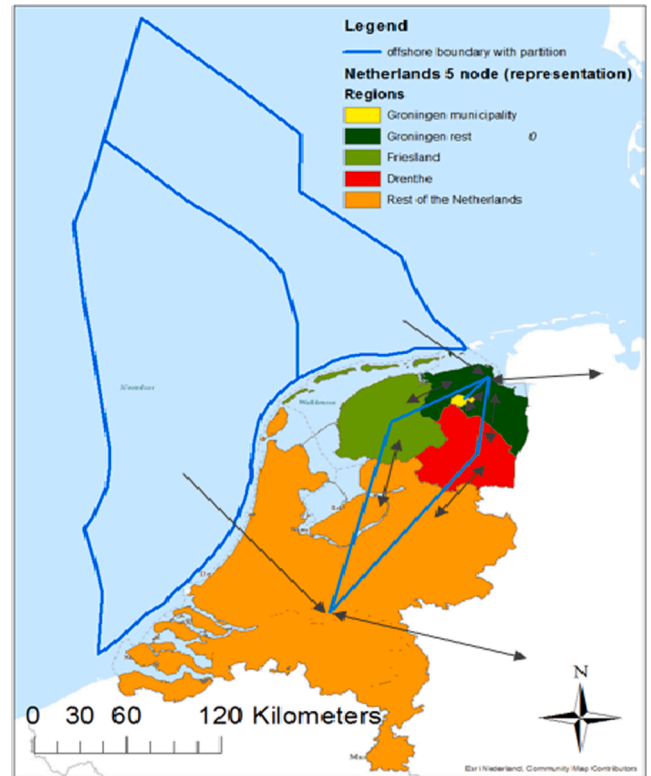 Legend
offshore boundary with partition
Netherlands 5 node (representation)
Regions
Groningen municipality
Groningen rest
Friesland
Drenthe
Rest of the Netherlands
N
0 30 60 120 Kilometers
Esri Nederland, Community Map Contributors